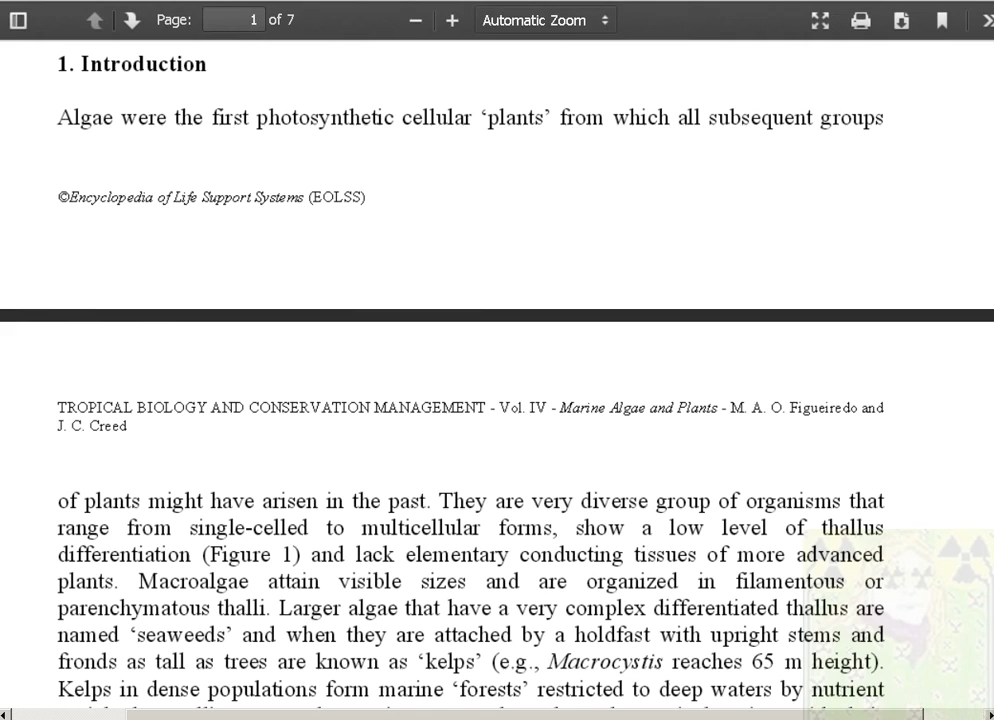 Page: 1 of 7 Automatic Zoom
1. Introduction
Algae were the first photosynthetic cellular ‘plants’ from which all subsequent groups
©Encyclopedia of Life Support Systems (EOLSS)
TROPICAL BIOLOGY AND CONSERVATION MANAGEMENT - Vol. IV - Marine Algae and Plants - M. A. O. Figueiredo and
J. C. Creed
of plants might have arisen in the past. They are very diverse group of organisms that
range from single-celled to multicellular forms, show a low level of thallus
differentiation (Figure 1) and lack elementary conducting tissues of more advanced
plants. Macroalgae attain visible sizes and are organized in filamentous or
parenchymatous thalli. Larger algae that have a very complex differentiated thallus are
named ‘seaweeds’ and when they are attached by a holdfast with upright stems and
fronds as tall as trees are known as ‘kelps’ (e.g., Macrocystis reaches 65 m height).
Kelps in dense populations form marine ‘forests’ restricted to deep waters by nutrient